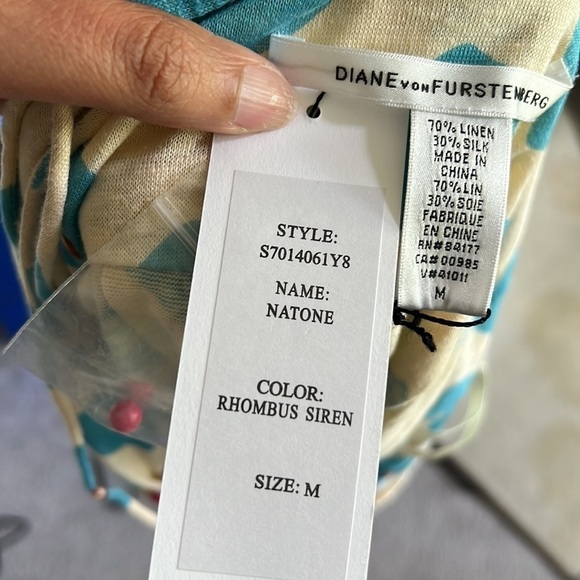 DIANE VON FURSTENBERG
70% LINEN
30% SILK
MADE IN
CHINA
70% LIN
30% SOIE
FABRIQUE
EN CHINE
RN# 84177
CA# 00985
V# 41011
M
STYLE:
S7014061Y8
NAME:
NATONE
COLOR:
RHOMBUS SIREN
SIZE: M